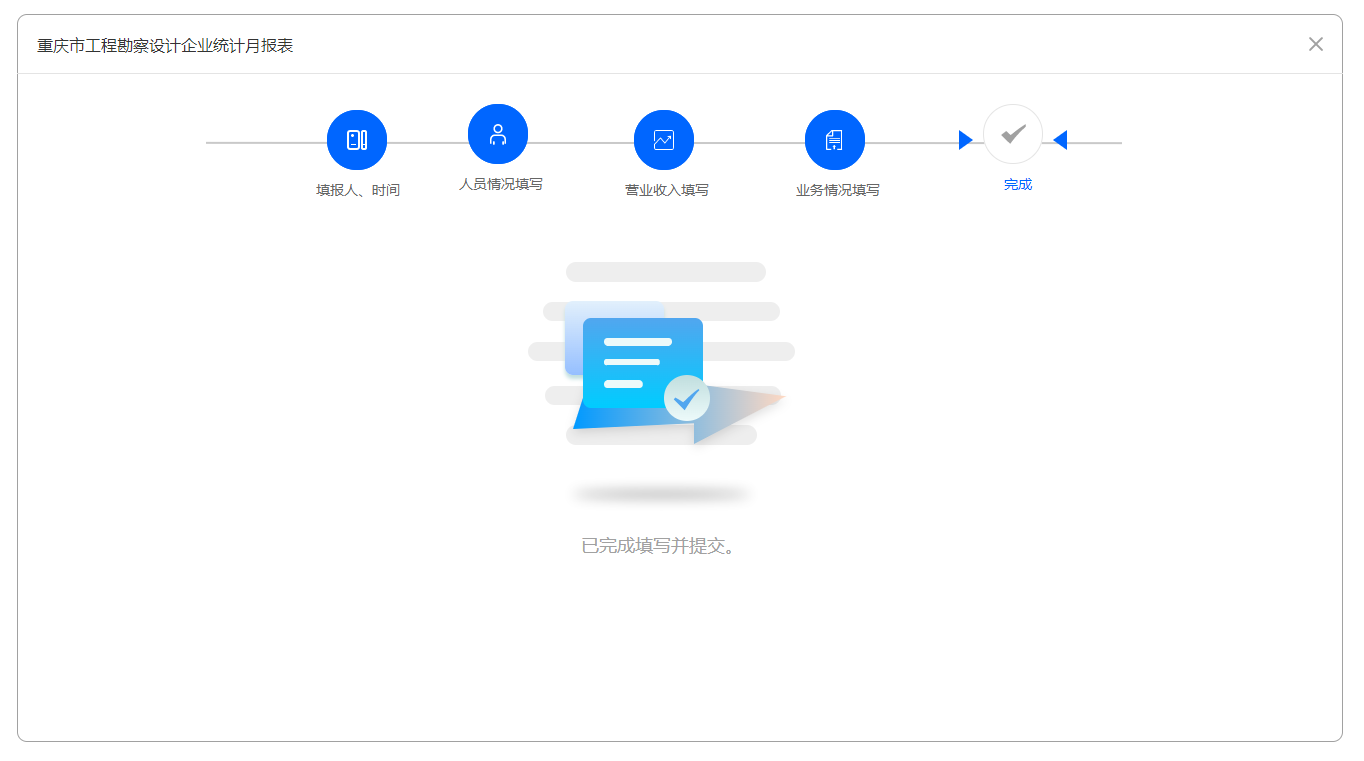 重庆市工程勘察设计企业统计月报表
填报人、时间
人员情况填写
营业收入填写
业务情况填写
完成
已完成填写并提交。